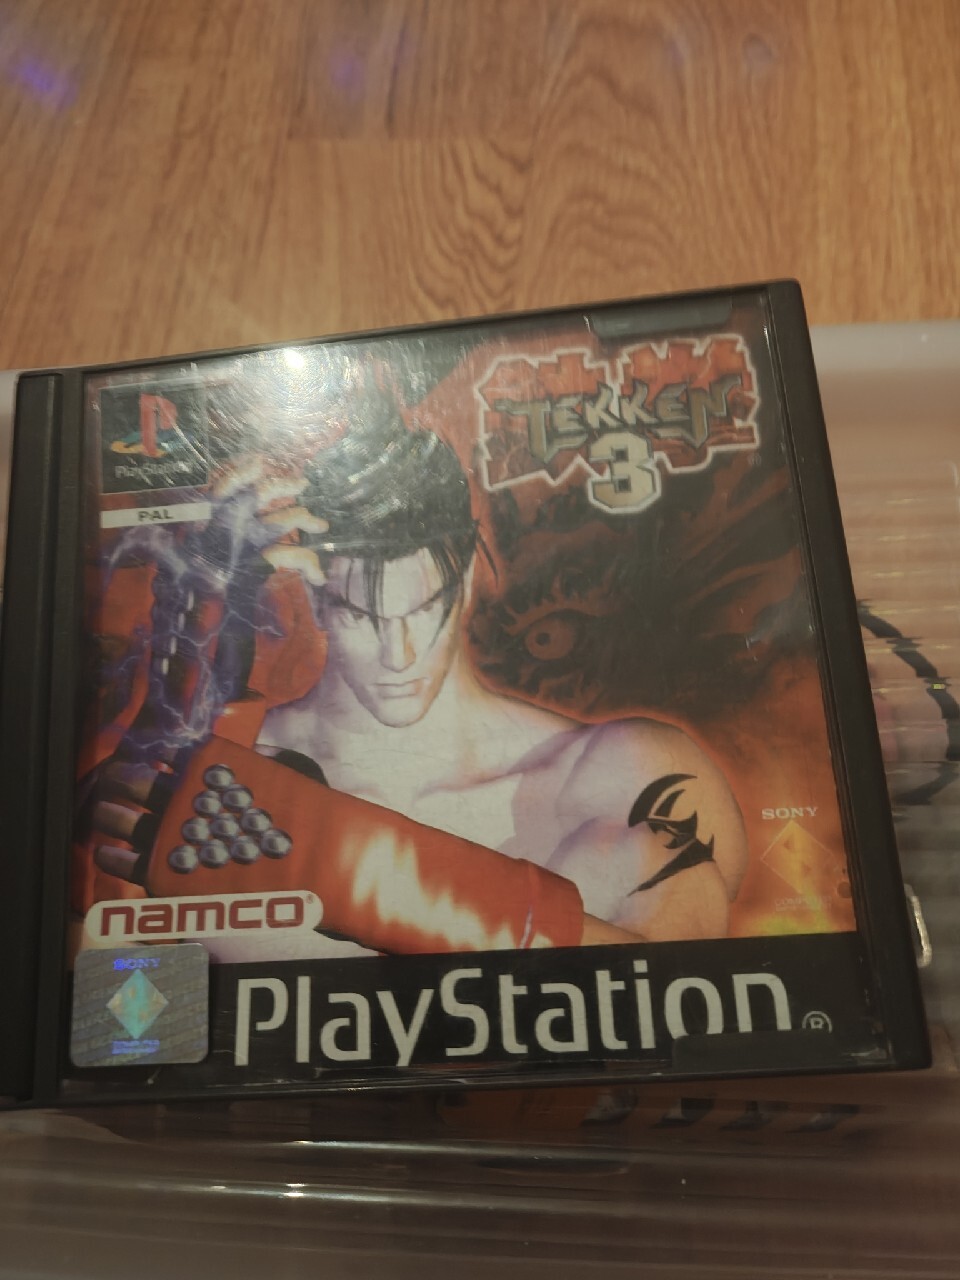 PlayStation
PAL
TEKKEN
3
SONY
namco®
SONY
PlayStation®